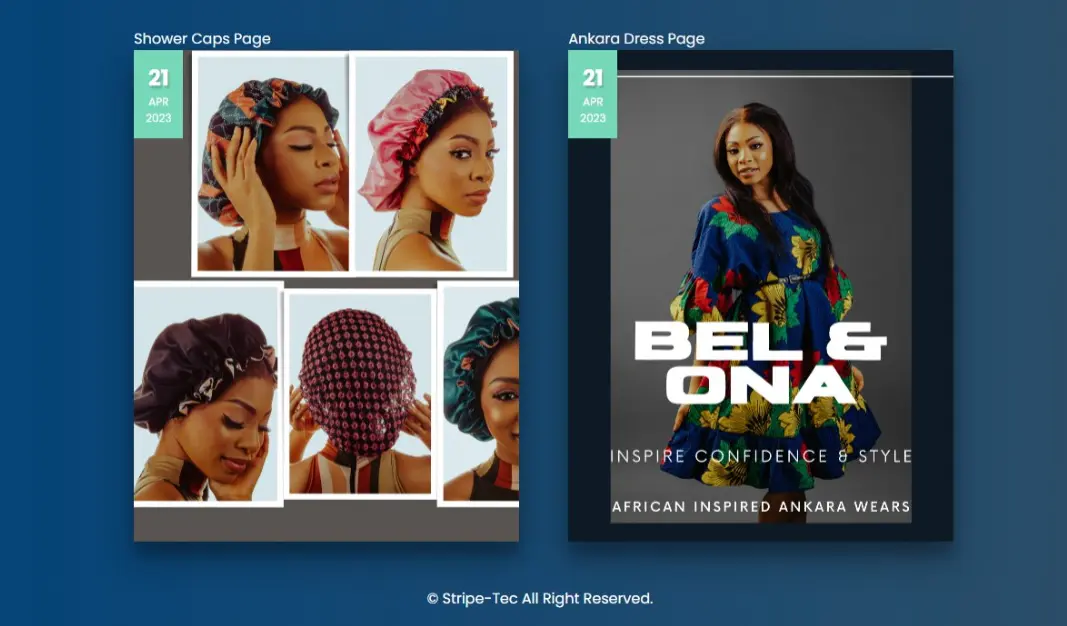 Shower Caps Page
21
APR
2023
Ankara Dress Page
21
APR
2023
BEL &
ONA
INSPIRE CONFIDENCE & STYLE
AFRICAN INSPIRED ANKARA WEARS
© Stripe-Tec All Right Reserved.